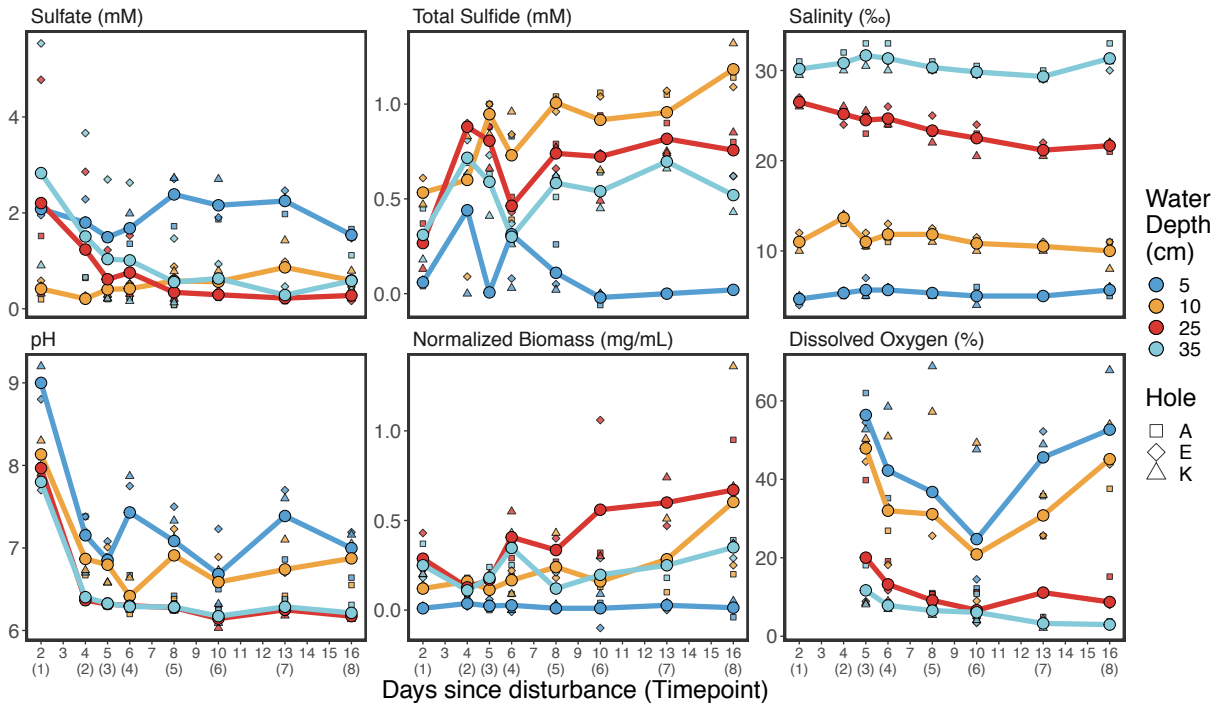 Sulfate (mM)
Total Sulfide (mM)
Salinity (‰)
4
2
0
1.0
0.5
0.0
30
20
10
pH
Normalized Biomass (mg/mL)
Dissolved Oxygen (%)
9
8
7
6
1.0
0.5
0.0
60
40
20
0
2 3 4 5 6 7 8 9 10 11 12 13 14 15 16
(1) (2) (3) (4) (5) (6) (7) (8)
2 3 4 5 6 7 8 9 10 11 12 13 14 15 16
(1) (2) (3) (4) (5) (6) (7) (8)
2 3 4 5 6 7 8 9 10 11 12 13 14 15 16
(1) (2) (3) (4) (5) (6) (7) (8)
Days since disturbance (Timepoint)
Water
Depth
(cm)
5
10
25
35
Hole
A
E
K